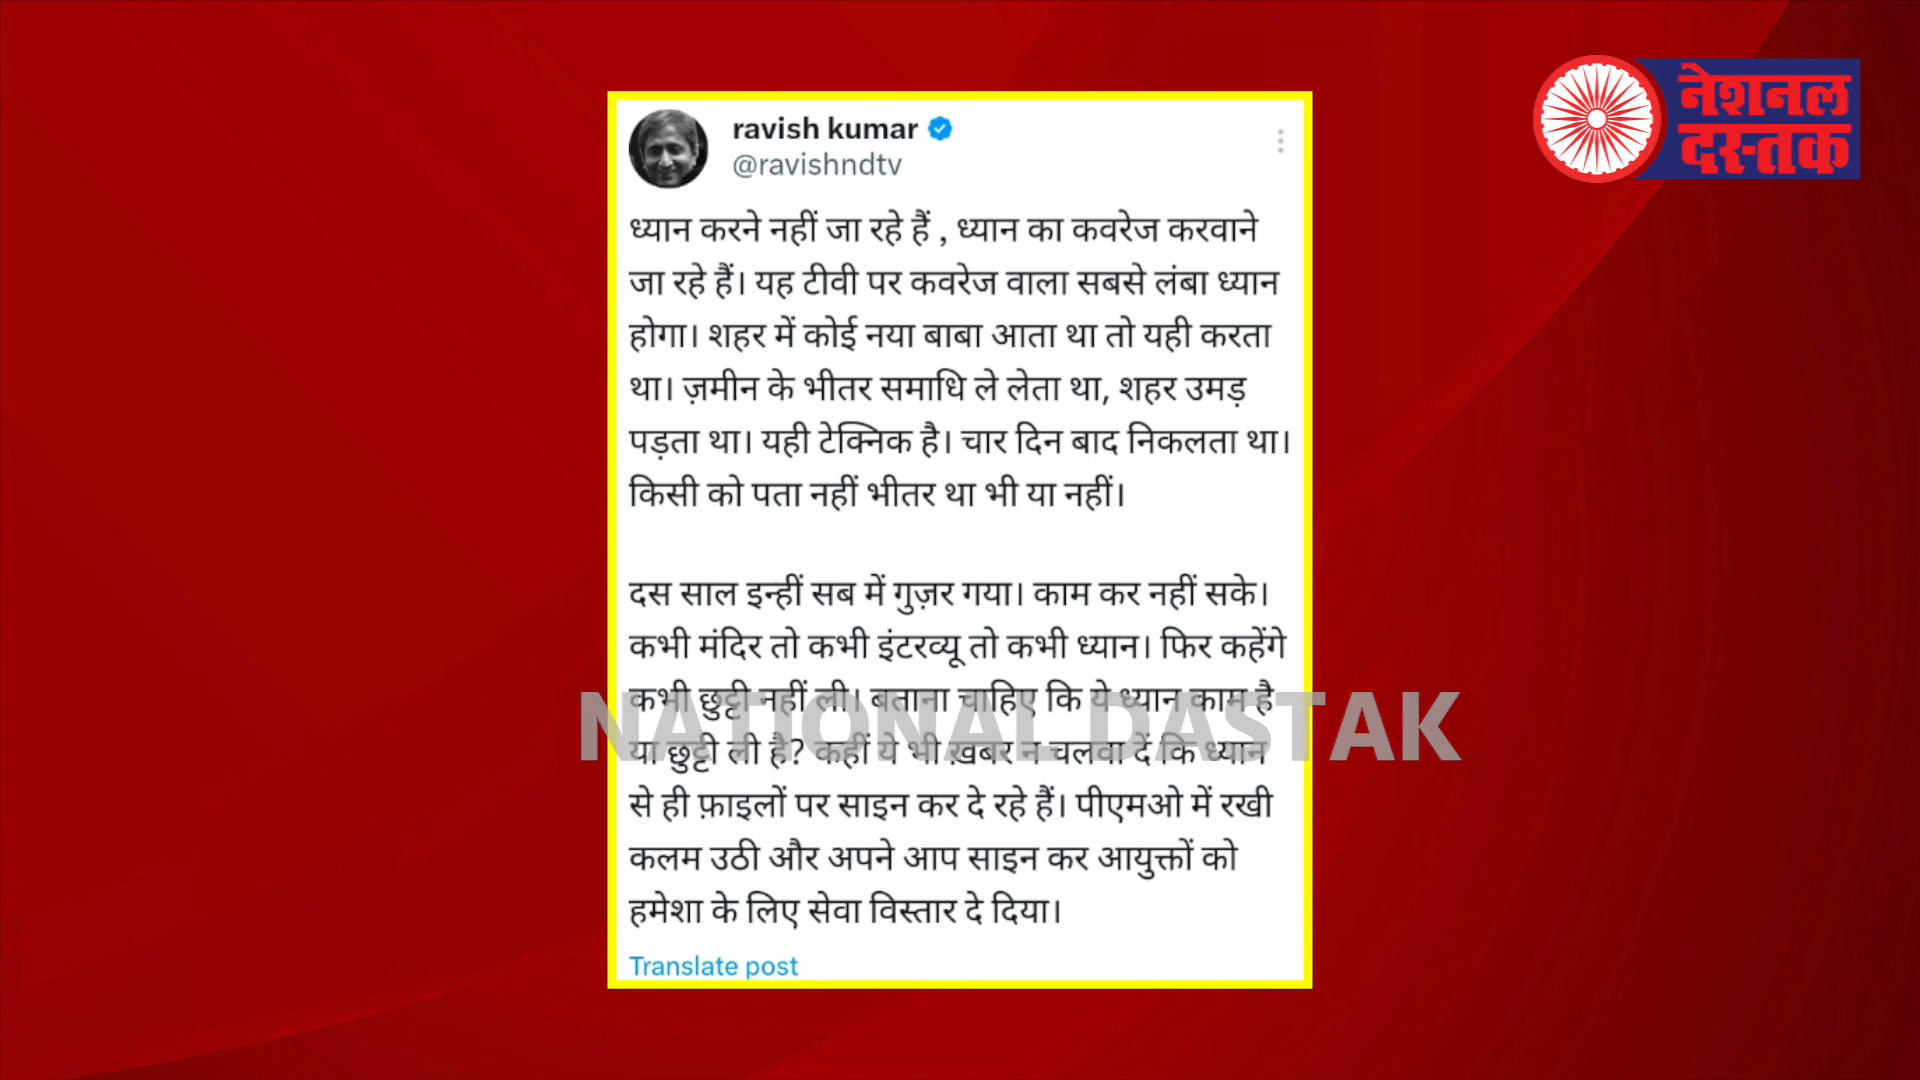 नेशनल
दस्तक
ravish kumar
@ravishndtv
ध्यान करने नहीं जा रहे हैं , ध्यान का कवरेज करवाने
जा रहे हैं। यह टीवी पर कवरेज वाला सबसे लंबा ध्यान
होगा। शहर में कोई नया बाबा आता था तो यही करता
था। ज़मीन के भीतर समाधि ले लेता था, शहर उमड़
पड़ता था। यही टेक्निक है। चार दिन बाद निकलता था।
किसी को पता नहीं भीतर था भी या नहीं।
दस साल इन्हीं सब में गुज़र गया। काम कर नहीं सके।
कभी मंदिर तो कभी इंटरव्यू तो कभी ध्यान। फिर कहेंगे
कभी छुट्टी नहीं ली। बताना चाहिए कि ये ध्यान काम है
NATIONAL DASTAK
या छुट्टी ली है? कहीं ये भी ख़बर न चलवा दें कि ध्यान
से ही फ़ाइलों पर साइन कर दे रहे हैं। पीएमओ में रखी
कलम उठी और अपने आप साइन कर आयुक्तों को
हमेशा के लिए सेवा विस्तार दे दिया।
Translate post